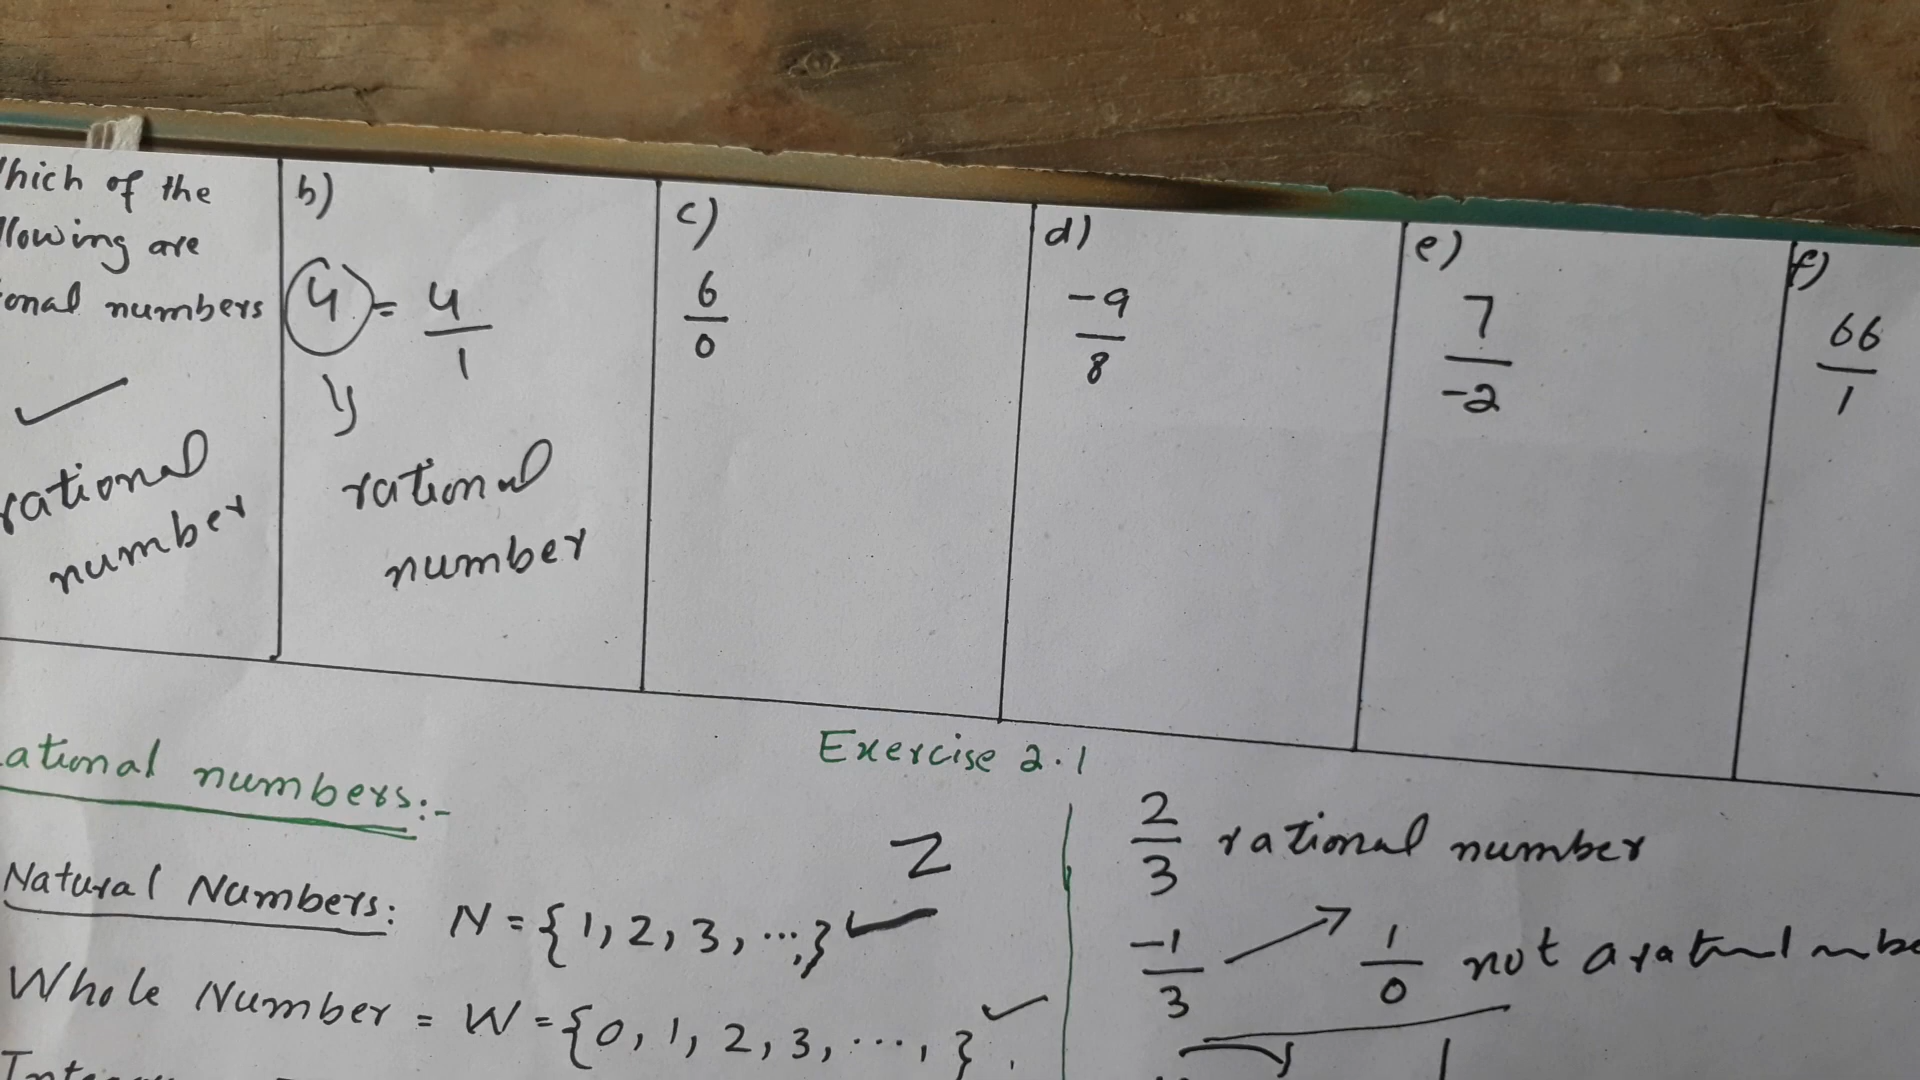 hich of the
llowing are
onal numbers
rational
number
b)
4 = 4/1
rational
number
c)
6/0
d)
-9/8
e)
7/-2
f)
66/1
Exercise 2.1
ational numbers:-
Z
Natural Numbers: N = {1, 2, 3, ...,}
Whole Number = W = {0, 1, 2, 3, ...., }.
2/3 rational number
-1/3
1/0 not a